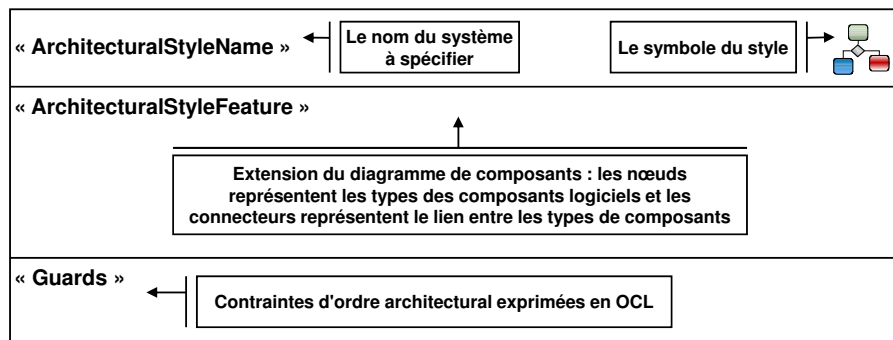 « ArchitecturalStyleName »
Le nom du système
à spécifier
Le symbole du style
« ArchitecturalStyleFeature »
Extension du diagramme de composants : les nœuds
représentent les types des composants logiciels et les
connecteurs représentent le lien entre les types de composants
« Guards »
Contraintes d'ordre architectural exprimées en OCL